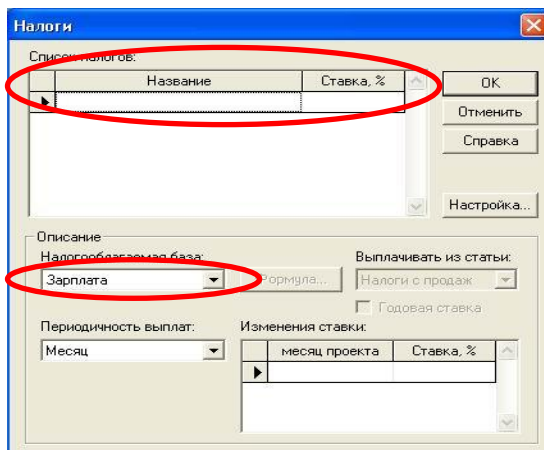 Налоги
Список налогов:
Название Ставка, %
OK
Отменить
Справка
Настройка...
Описание
Налогооблагаемая база:
Выплачивать из статьи:
Зарплата
Формула...
Налоги с продаж
Годовая ставка
Периодичность выплат:
Изменения ставки:
Месяц
месяц проекта Ставка, %